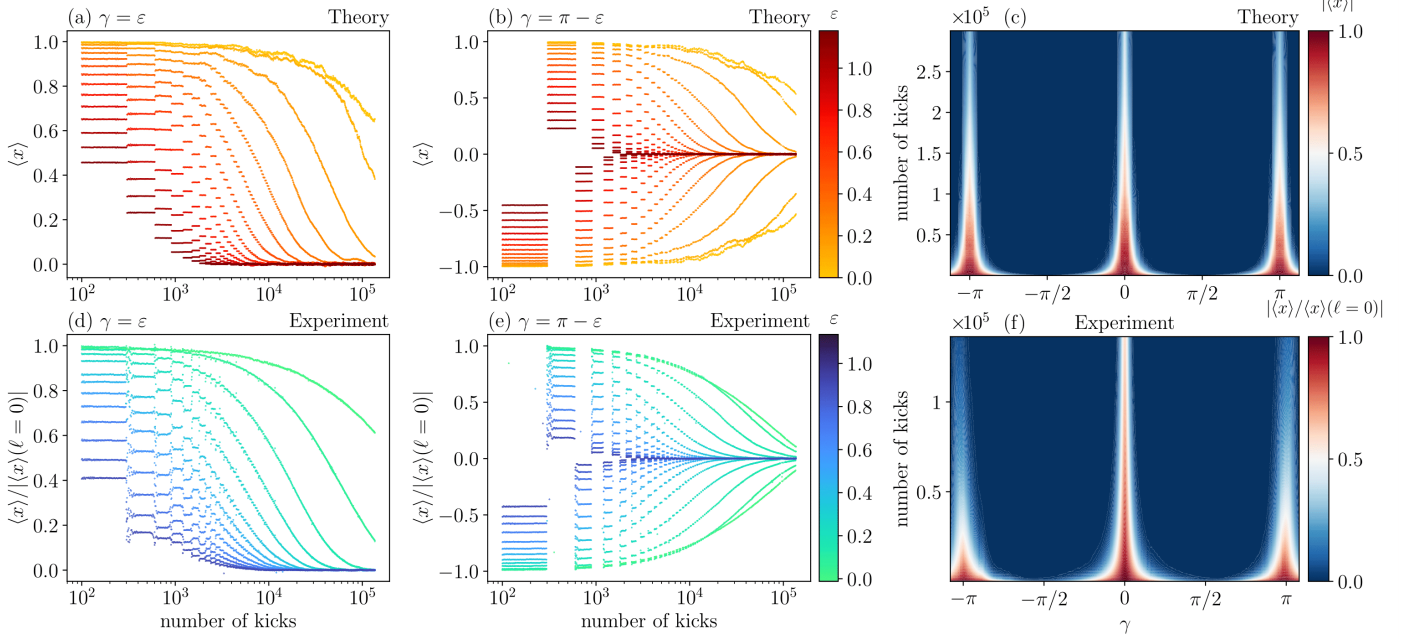 (a) γ = ε Theory
1.0
0.8
0.6
0.4
0.2
0.0
⟨x⟩
10² 10³ 10⁴ 10⁵
(b) γ = π − ε Theory
1.0
0.5
0.0
−0.5
−1.0
⟨x⟩
10² 10³ 10⁴ 10⁵
ε
1.0
0.8
0.6
0.4
0.2
0.0
×10⁵ (c) Theory
2.5
2
1.5
1
0.5
number of kicks
−π −π/2 0 π/2 π
|⟨x⟩|
1.0
0.5
0.0
(d) γ = ε Experiment
1.0
0.8
0.6
0.4
0.2
0.0
⟨x⟩/|⟨x⟩(ℓ = 0)|
10² 10³ 10⁴ 10⁵
number of kicks
(e) γ = π − ε Experiment
1.0
0.5
0.0
−0.5
−1.0
⟨x⟩/|⟨x⟩(ℓ = 0)|
10² 10³ 10⁴ 10⁵
number of kicks
ε
1.0
0.8
0.6
0.4
0.2
0.0
×10⁵ (f) Experiment
1
0.5
number of kicks
−π −π/2 0 π/2 π
γ
|⟨x⟩/⟨x⟩(ℓ = 0)|
1.0
0.5
0.0